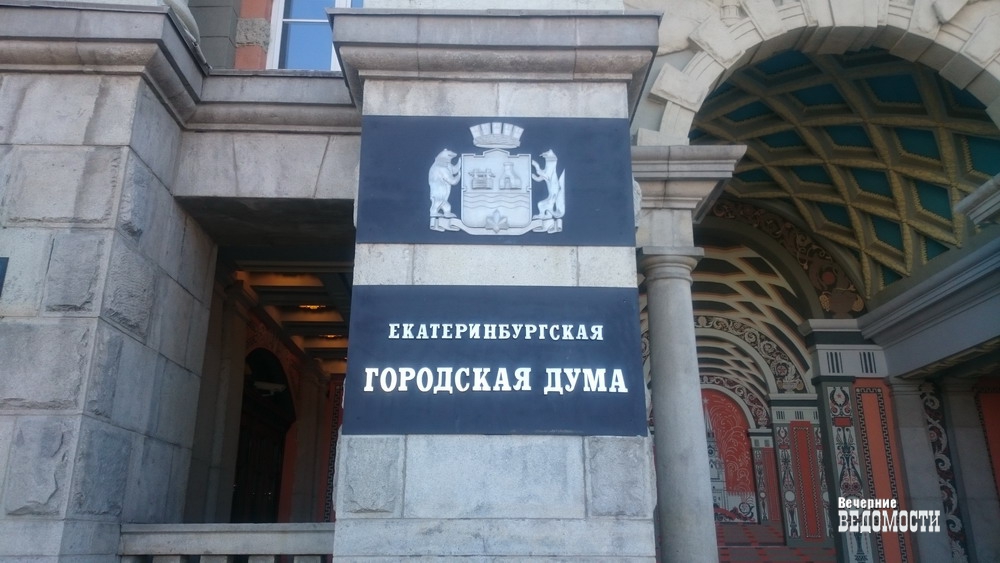 ЕКАТЕРИНБУРГСКАЯ
ГОРОДСКАЯ ДУМА
Вечерние
ВЕДОМОСТИ